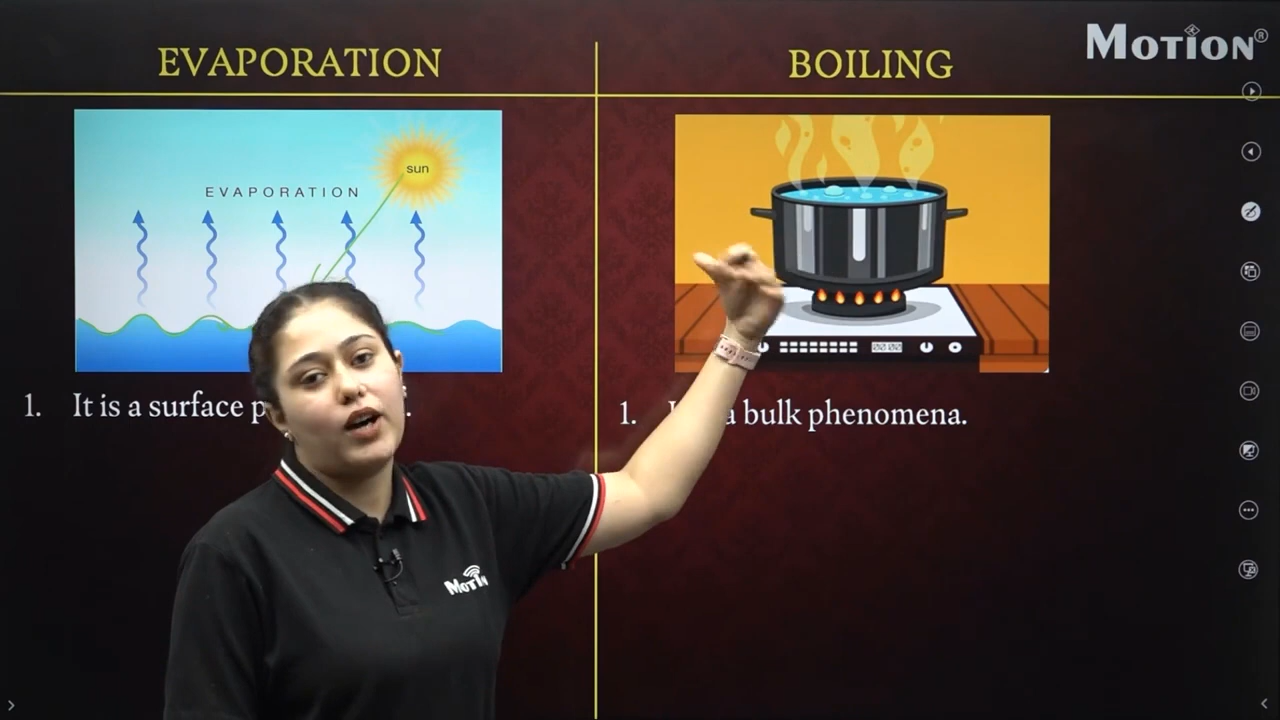 EVAPORATION
BOILING
MOTION®
sun
EVAPORATION
1. It is a surface
1. a bulk phenomena.
MOTION